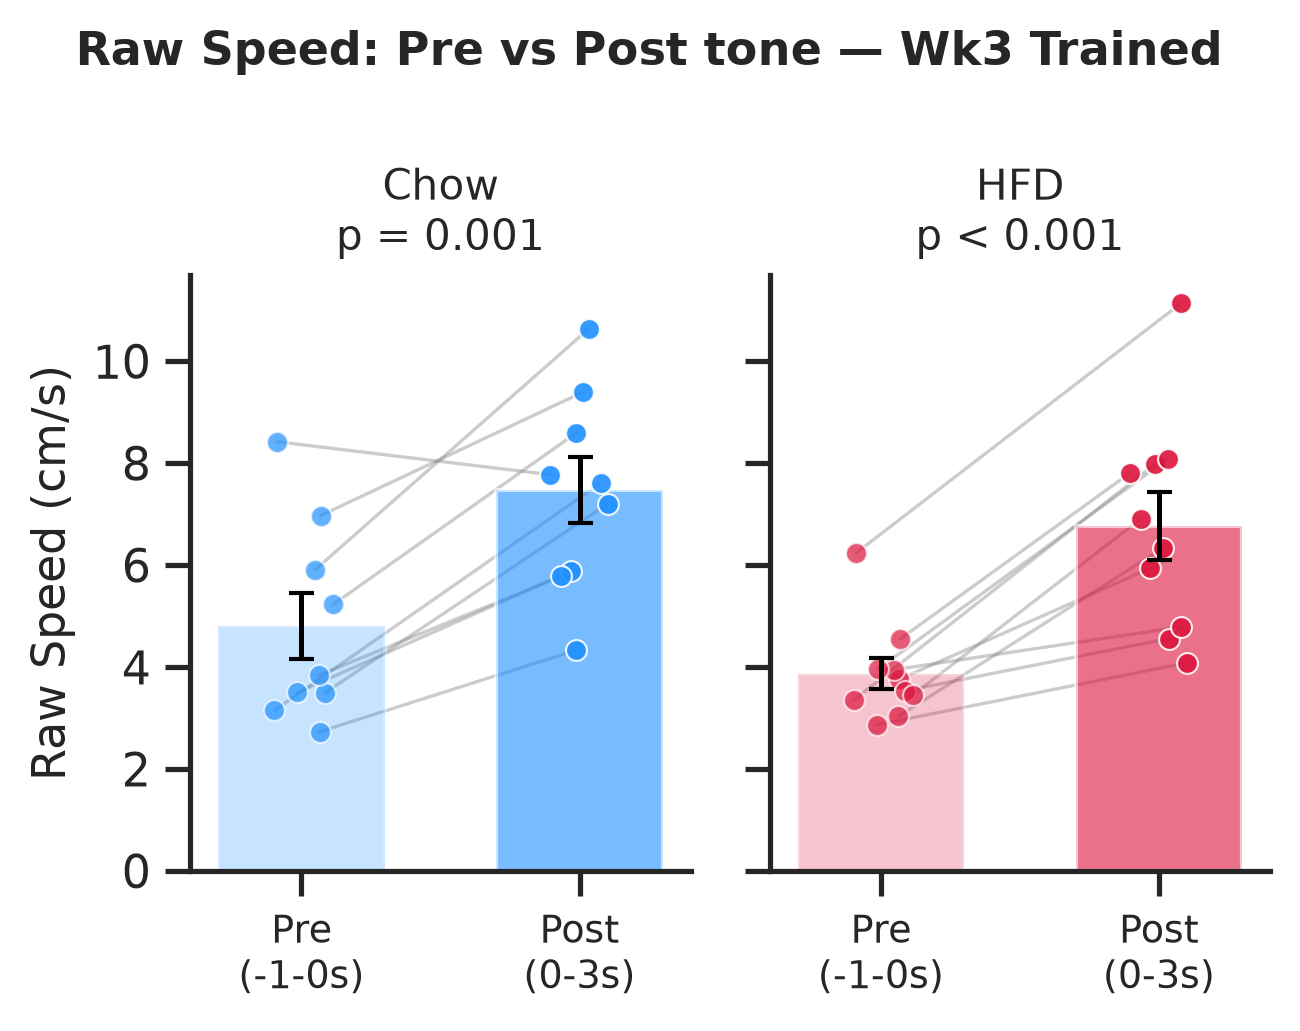 Raw Speed: Pre vs Post tone — Wk3 Trained
Chow
p = 0.001
HFD
p < 0.001
Raw Speed (cm/s)
10
8
6
4
2
0
Pre
(-1-0s)
Post
(0-3s)
Pre
(-1-0s)
Post
(0-3s)